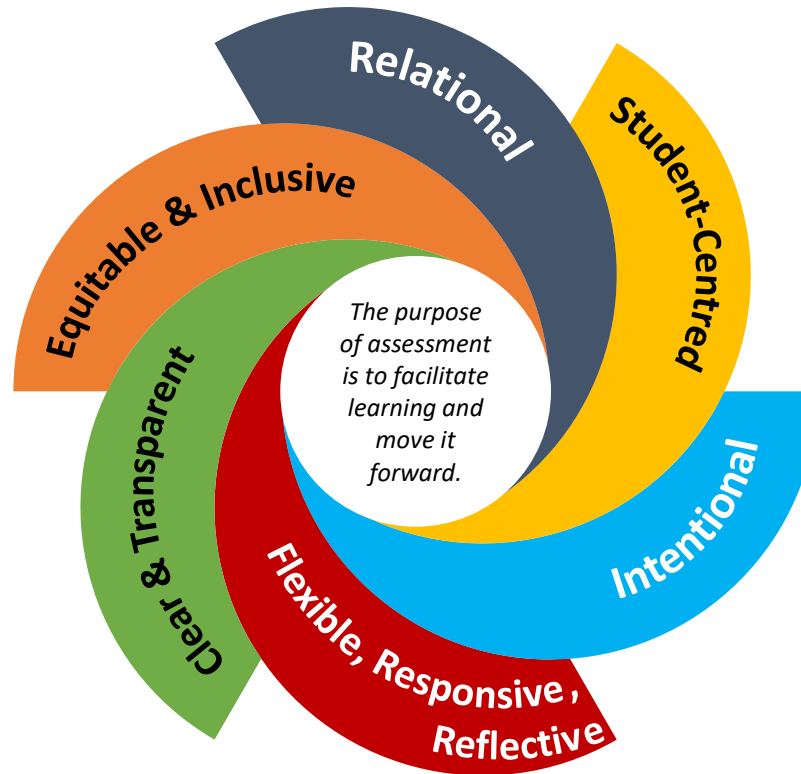 Relational
Student-Centred
Intentional
Flexible, Responsive,
Reflective
Clear & Transparent
Equitable & Inclusive
The purpose
of assessment
is to facilitate
learning and
move it
forward.